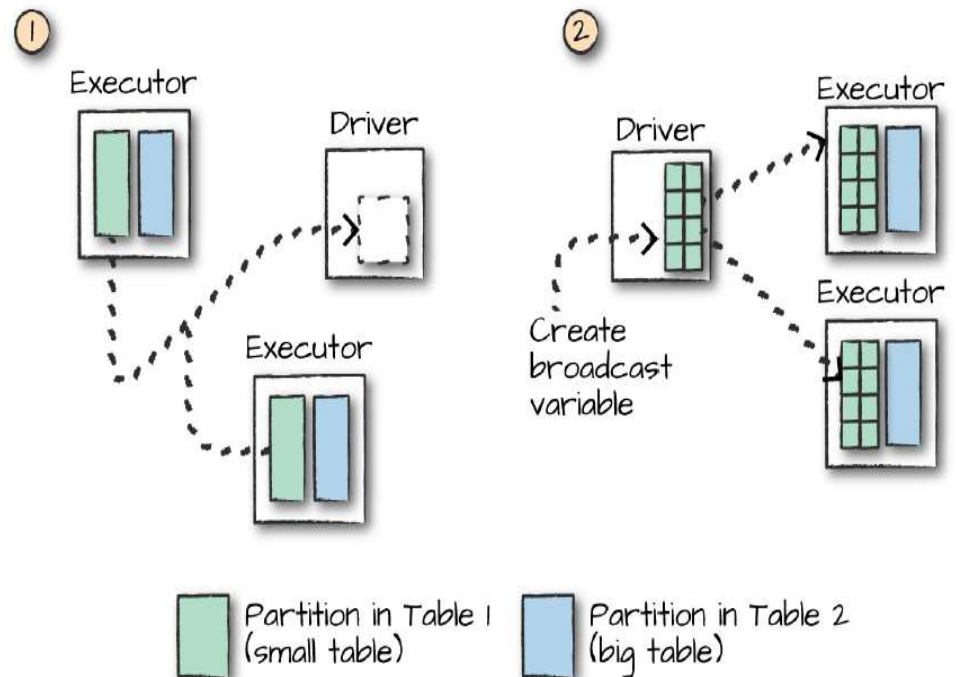 1
Executor
Driver
Executor
2
Driver
Executor
Executor
Create
broadcast
variable
Partition in Table 1
(small table)
Partition in Table 2
(big table)